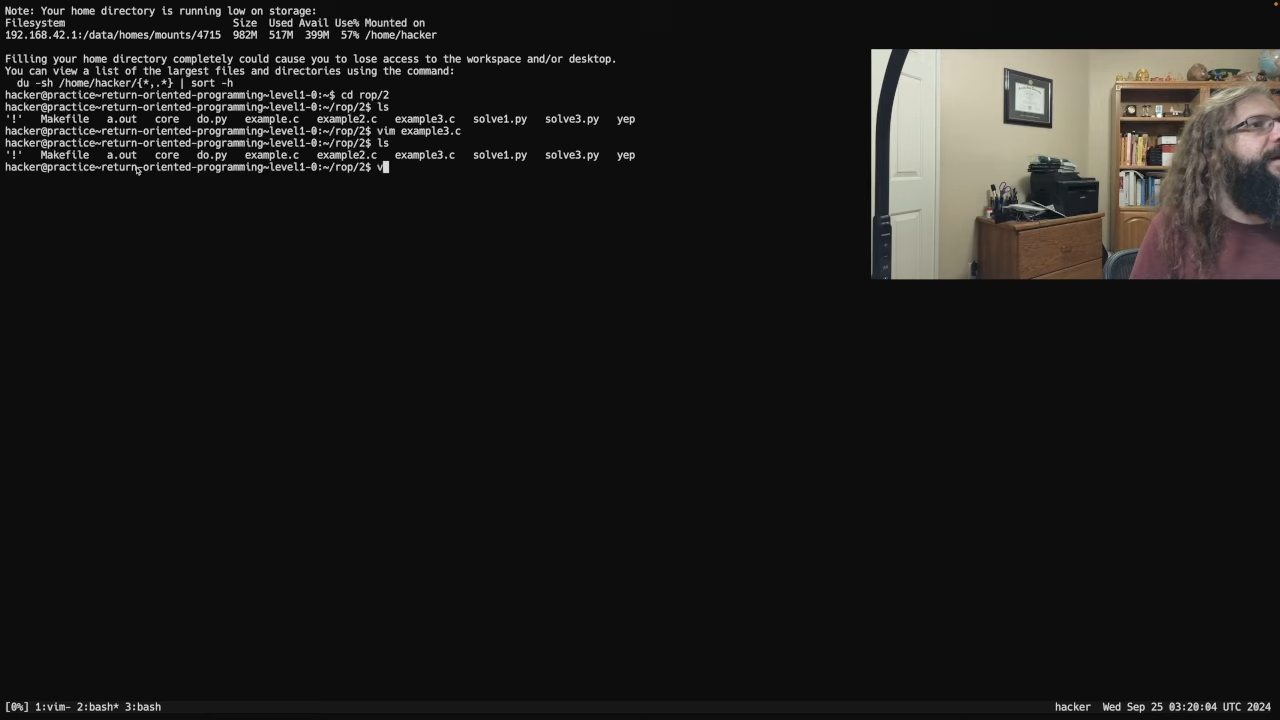 Note: Your home directory is running low on storage:
Filesystem Size Used Avail Use% Mounted on
192.168.42.1:/data/homes/mounts/4715 982M 517M 399M 57% /home/hacker
Filling your home directory completely could cause you to lose access to the workspace and/or desktop.
You can view a list of the largest files and directories using the command:
du -sh /home/hacker/{*,.*} | sort -h
hacker@practice~return-oriented-programming~level1-0:~$ cd rop/2
hacker@practice~return-oriented-programming~level1-0:~/rop/2$ ls
'!' Makefile a.out core do.py example.c example2.c example3.c solve1.py solve3.py yep
hacker@practice~return-oriented-programming~level1-0:~/rop/2$ vim example3.c
hacker@practice~return-oriented-programming~level1-0:~/rop/2$ ls
'!' Makefile a.out core do.py example.c example2.c example3.c solve1.py solve3.py yep
hacker@practice~return-oriented-programming~level1-0:~/rop/2$ v
[0%] 1:vim- 2:bash* 3:bash hacker Wed Sep 25 03:20:04 UTC 2024